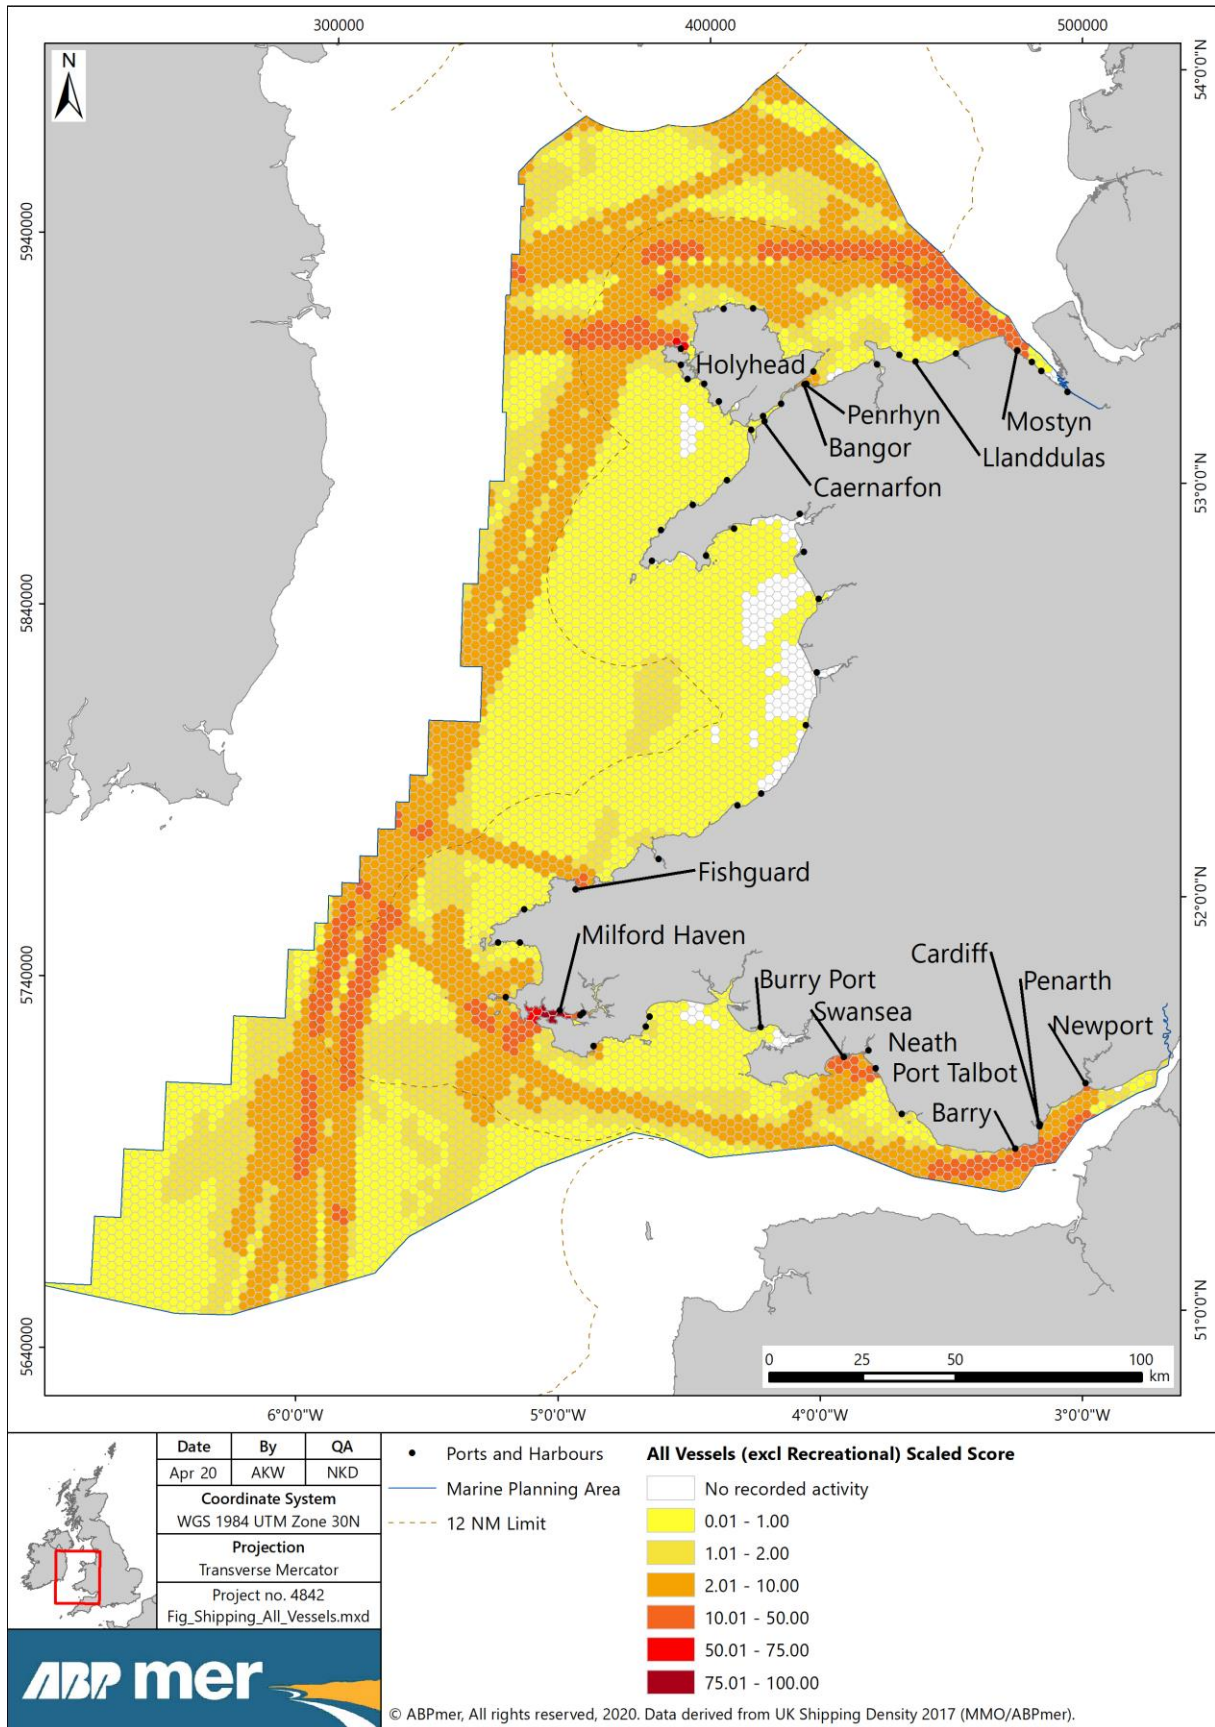 300000
400000
500000
N
54°0'0"N
5940000
Holyhead
Penrhyn
Mostyn
Bangor
Llanddulas
Caernarfon
53°0'0"N
5840000
Fishguard
52°0'0"N
Milford Haven
Cardiff
5740000
Burry Port
Penarth
Swansea
Newport
Neath
Port Talbot
Barry
51°0'0"N
5640000
0
25
50
100
km
6°0'0"W
5°0'0"W
4°0'0"W
3°0'0"W
Date
By
QA
Apr 20
AKW
NKD
Coordinate System
WGS 1984 UTM Zone 30N
Projection
Transverse Mercator
Project no. 4842
Fig_Shipping_All_Vessels.mxd
ABP mer
Ports and Harbours
Marine Planning Area
12 NM Limit
All Vessels (excl Recreational) Scaled Score
No recorded activity
0.01 - 1.00
1.01 - 2.00
2.01 - 10.00
10.01 - 50.00
50.01 - 75.00
75.01 - 100.00
© ABPmer, All rights reserved, 2020. Data derived from UK Shipping Density 2017 (MMO/ABPmer).